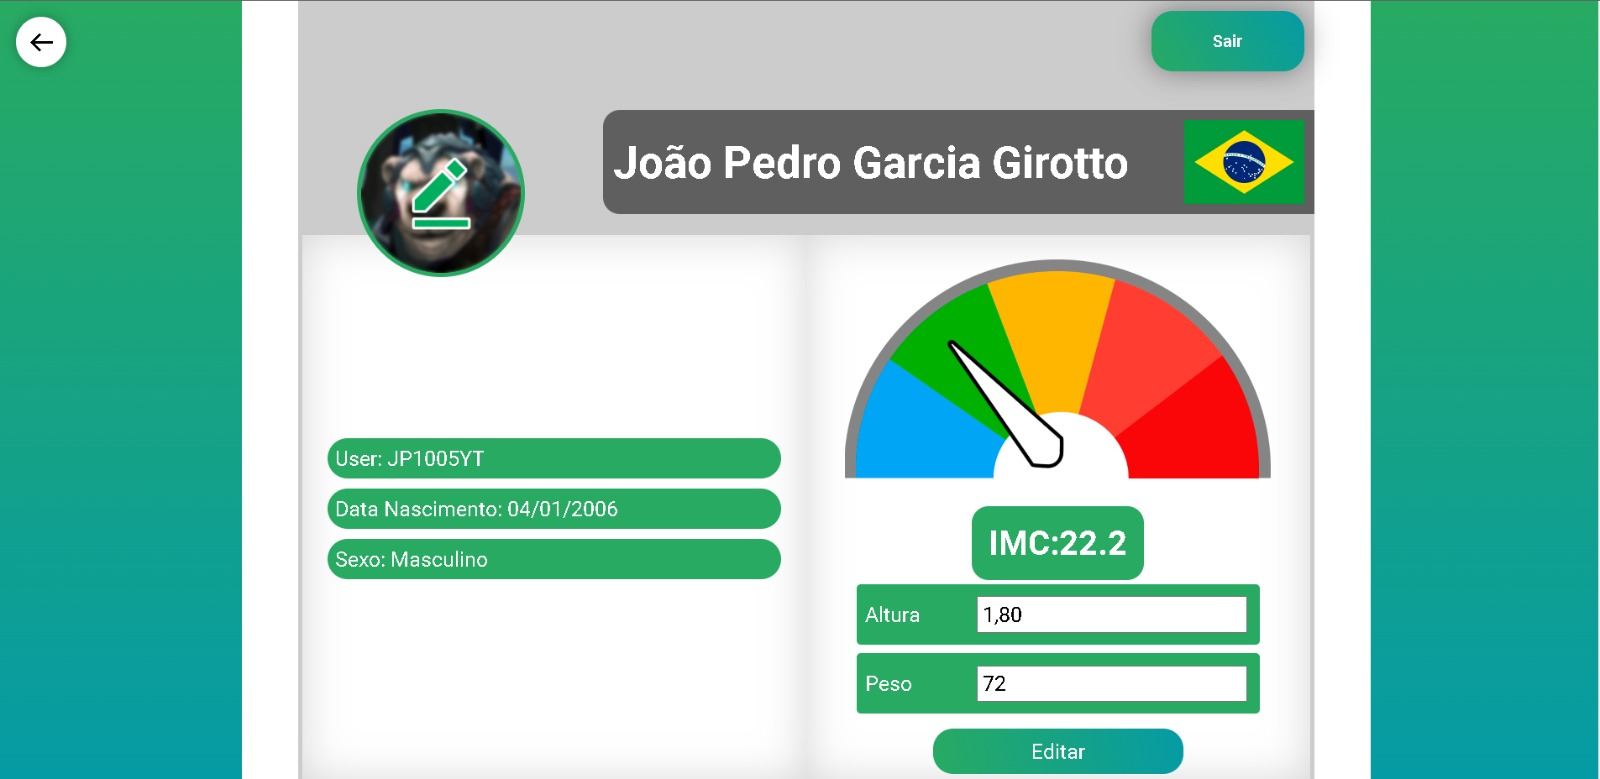 Sair
João Pedro Garcia Girotto
User: JP1005YT
Data Nascimento: 04/01/2006
Sexo: Masculino
IMC:22.2
Altura 1,80
Peso 72
Editar